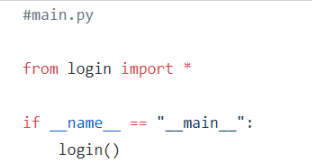 #main.py
from login import *
if __name__ == "__main__":
    login()